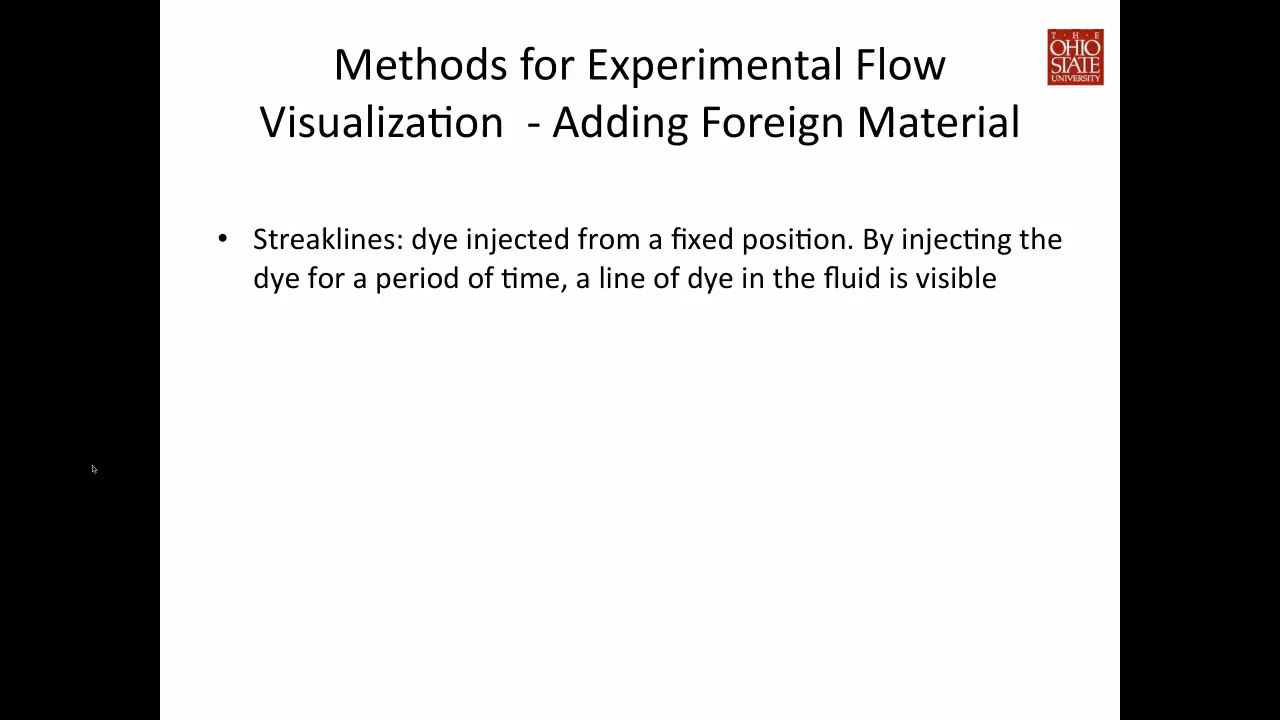 Methods for Experimental Flow
Visualization - Adding Foreign Material
T·H·E
OHIO
STATE
UNIVERSITY
• Streaklines: dye injected from a fixed position. By injecting the
dye for a period of time, a line of dye in the fluid is visible